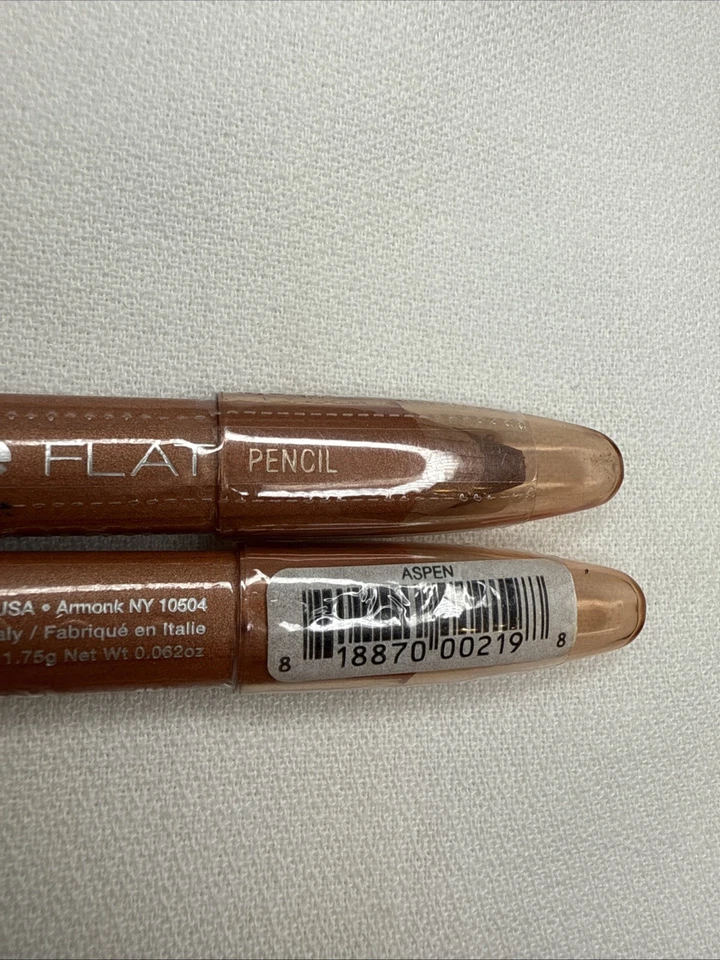 FLAT PENCIL
ASPEN
8 18870 00219 8
USA • Armonk NY 10504
aly / Fabriqué en Italie
1.75g Net Wt 0.062oz